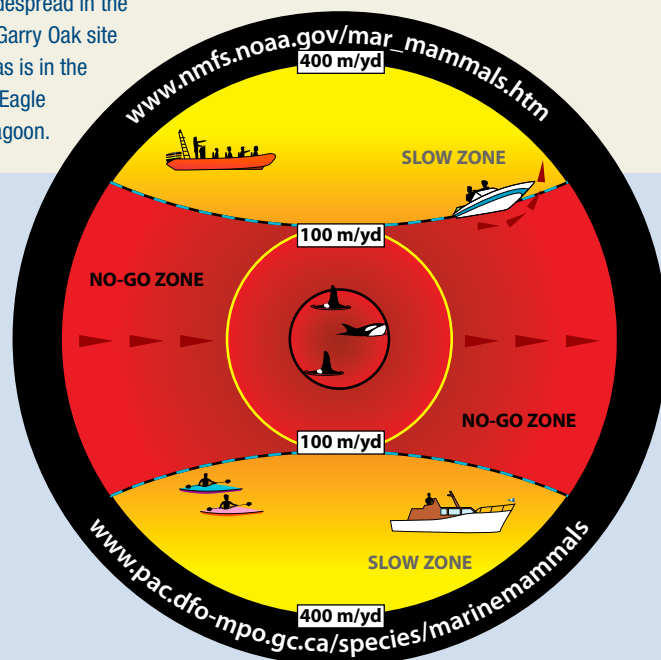 despread in the
Garry Oak site
as is in the
Eagle
agoon.
www.nmfs.noaa.gov/mar_mammals.htm
400 m/yd
SLOW ZONE
100 m/yd
NO-GO ZONE
NO-GO ZONE
100 m/yd
SLOW ZONE
400 m/yd
www.pac.dfo-mpo.gc.ca/species/marinemammals